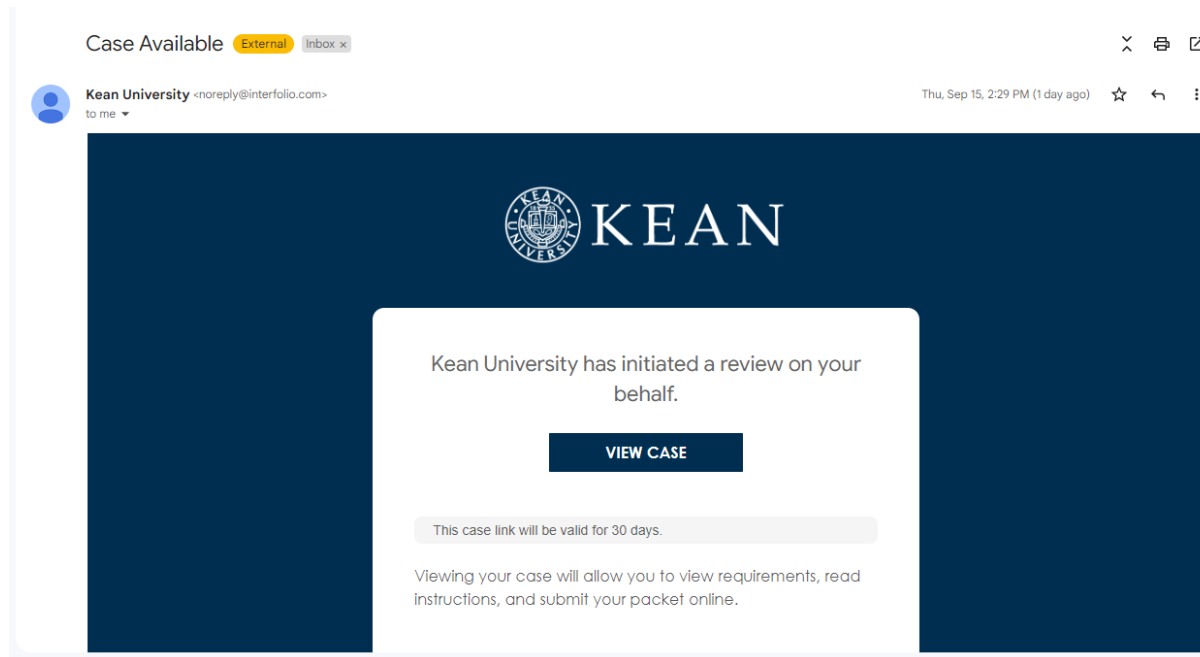 Case Available External Inbox x
Kean University <noreply@interfolio.com> Thu, Sep 15, 2:29 PM (1 day ago)
to me
KEAN UNIVERSITY KEAN
Kean University has initiated a review on your
behalf.
VIEW CASE
This case link will be valid for 30 days.
Viewing your case will allow you to view requirements, read
instructions, and submit your packet online.